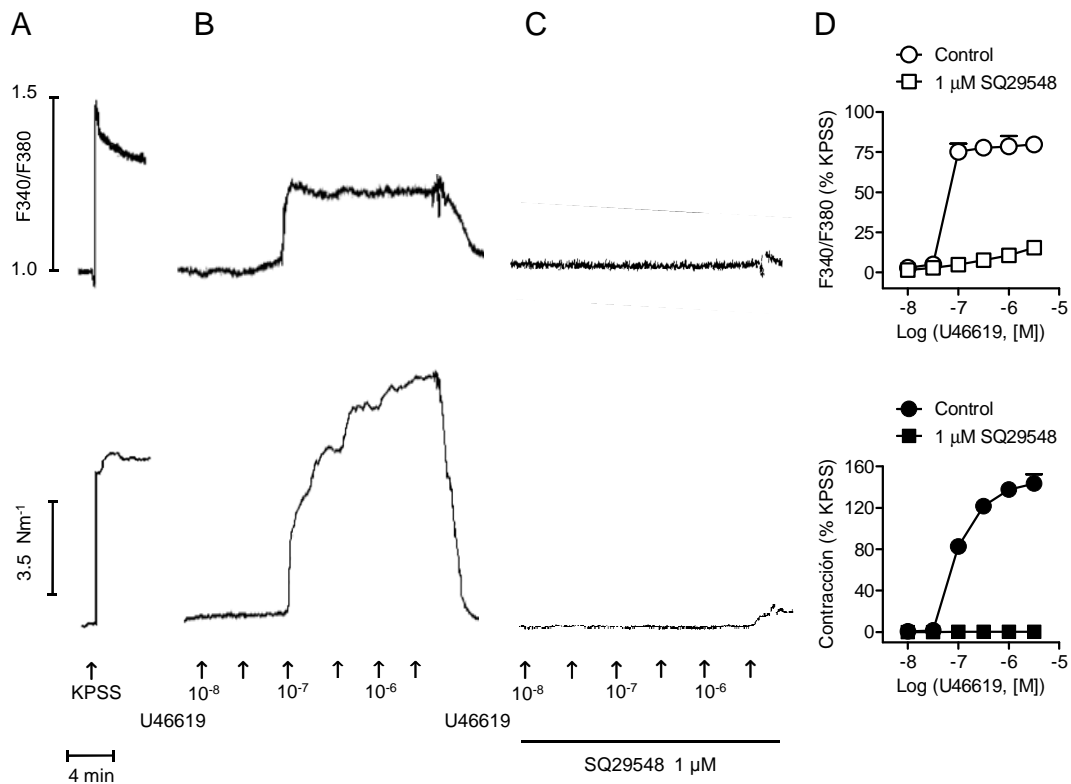 A
B
C
D
1.5
F340/F380
1.0
3.5 Nm⁻¹
KPSS
10⁻⁸
10⁻⁷
10⁻⁶
U46619
4 min
10⁻⁸
10⁻⁷
10⁻⁶
U46619
SQ29548 1 µM
Control
1 µM SQ29548
F340/F380 (% KPSS)
100
75
50
25
0
-8
-7
-6
-5
Log (U46619, [M])
Control
1 µM SQ29548
Contracción (% KPSS)
160
120
80
40
0
-8
-7
-6
-5
Log (U46619, [M])